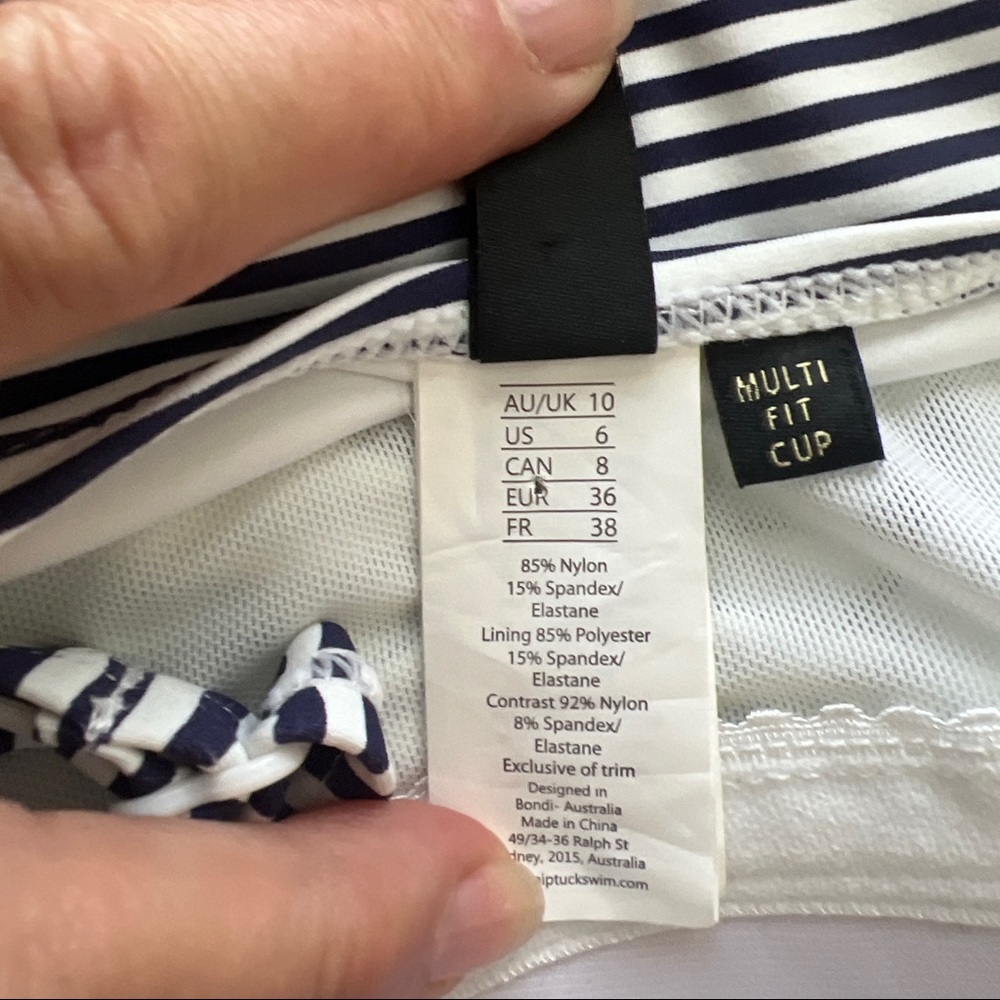 AU/UK 10
US 6
CAN 8
EUR 36
FR 38
85% Nylon
15% Spandex/
Elastane
Lining 85% Polyester
15% Spandex/
Elastane
Contrast 92% Nylon
8% Spandex/
Elastane
Exclusive of trim
Designed in
Bondi- Australia
Made in China
49/34-36 Ralph St
2015, Australia
MULTI
FIT
CUP